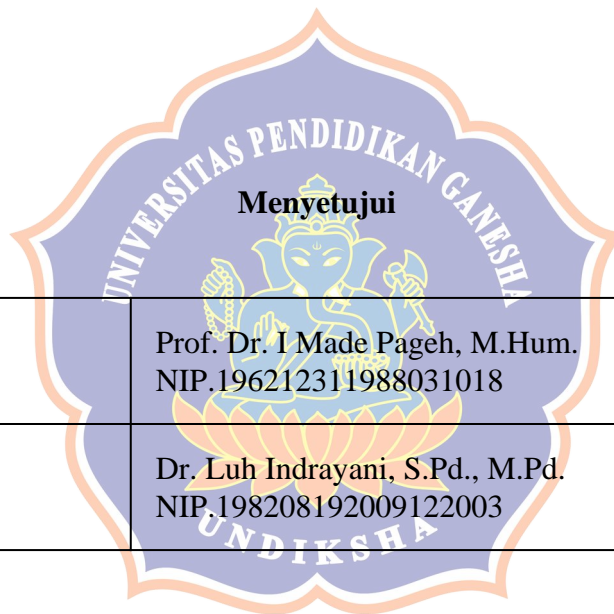 UNIVERSITAS PENDIDIKAN GANESHA
Menyetujui
Prof. Dr. I Made Pageh, M.Hum.
NIP.196212311988031018
Dr. Luh Indrayani, S.Pd., M.Pd.
NIP.198208192009122003
UNDIKSHA